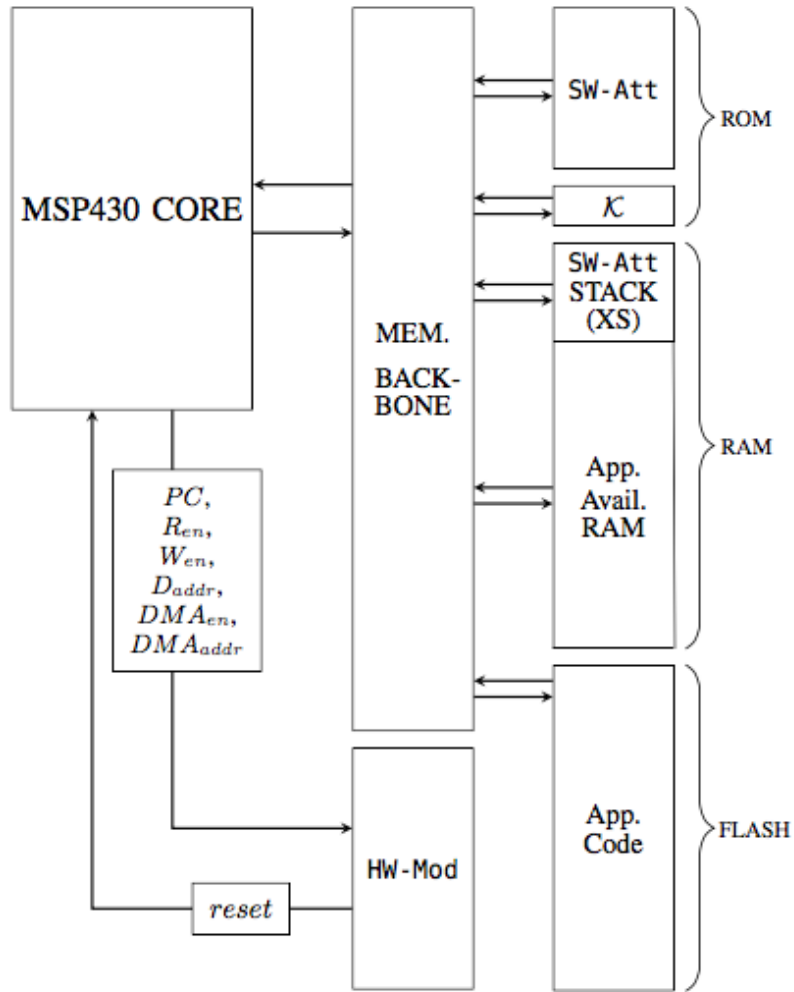 MSP430 CORE
PC,
R_en,
W_en,
D_addr,
DMA_en,
DMA_addr
reset
MEM.
BACK-
BONE
HW-Mod
SW-Att
𝒦
SW-Att
STACK
(XS)
App.
Avail.
RAM
App.
Code
ROM
RAM
FLASH